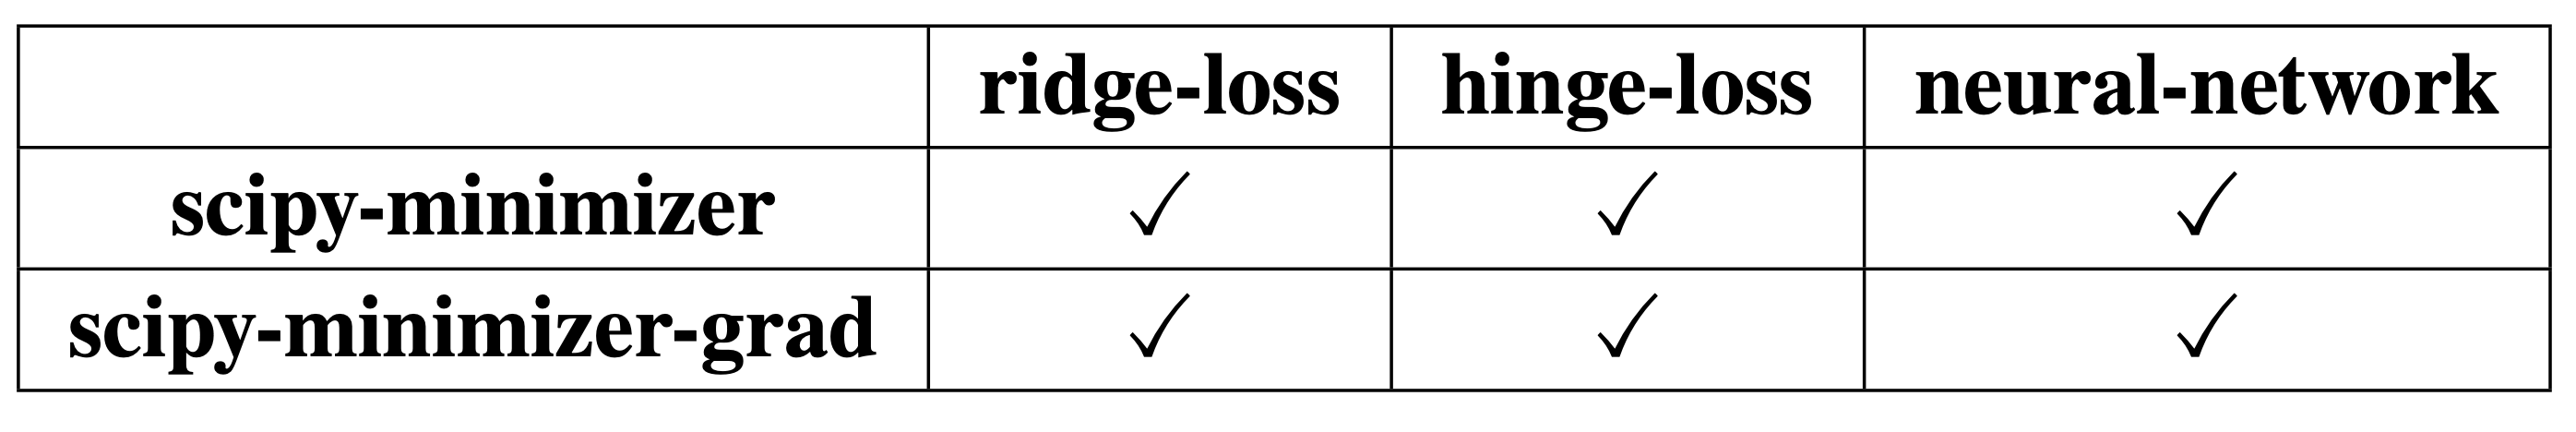 ridge-loss hinge-loss neural-network
scipy-minimizer ✓ ✓ ✓
scipy-minimizer-grad ✓ ✓ ✓